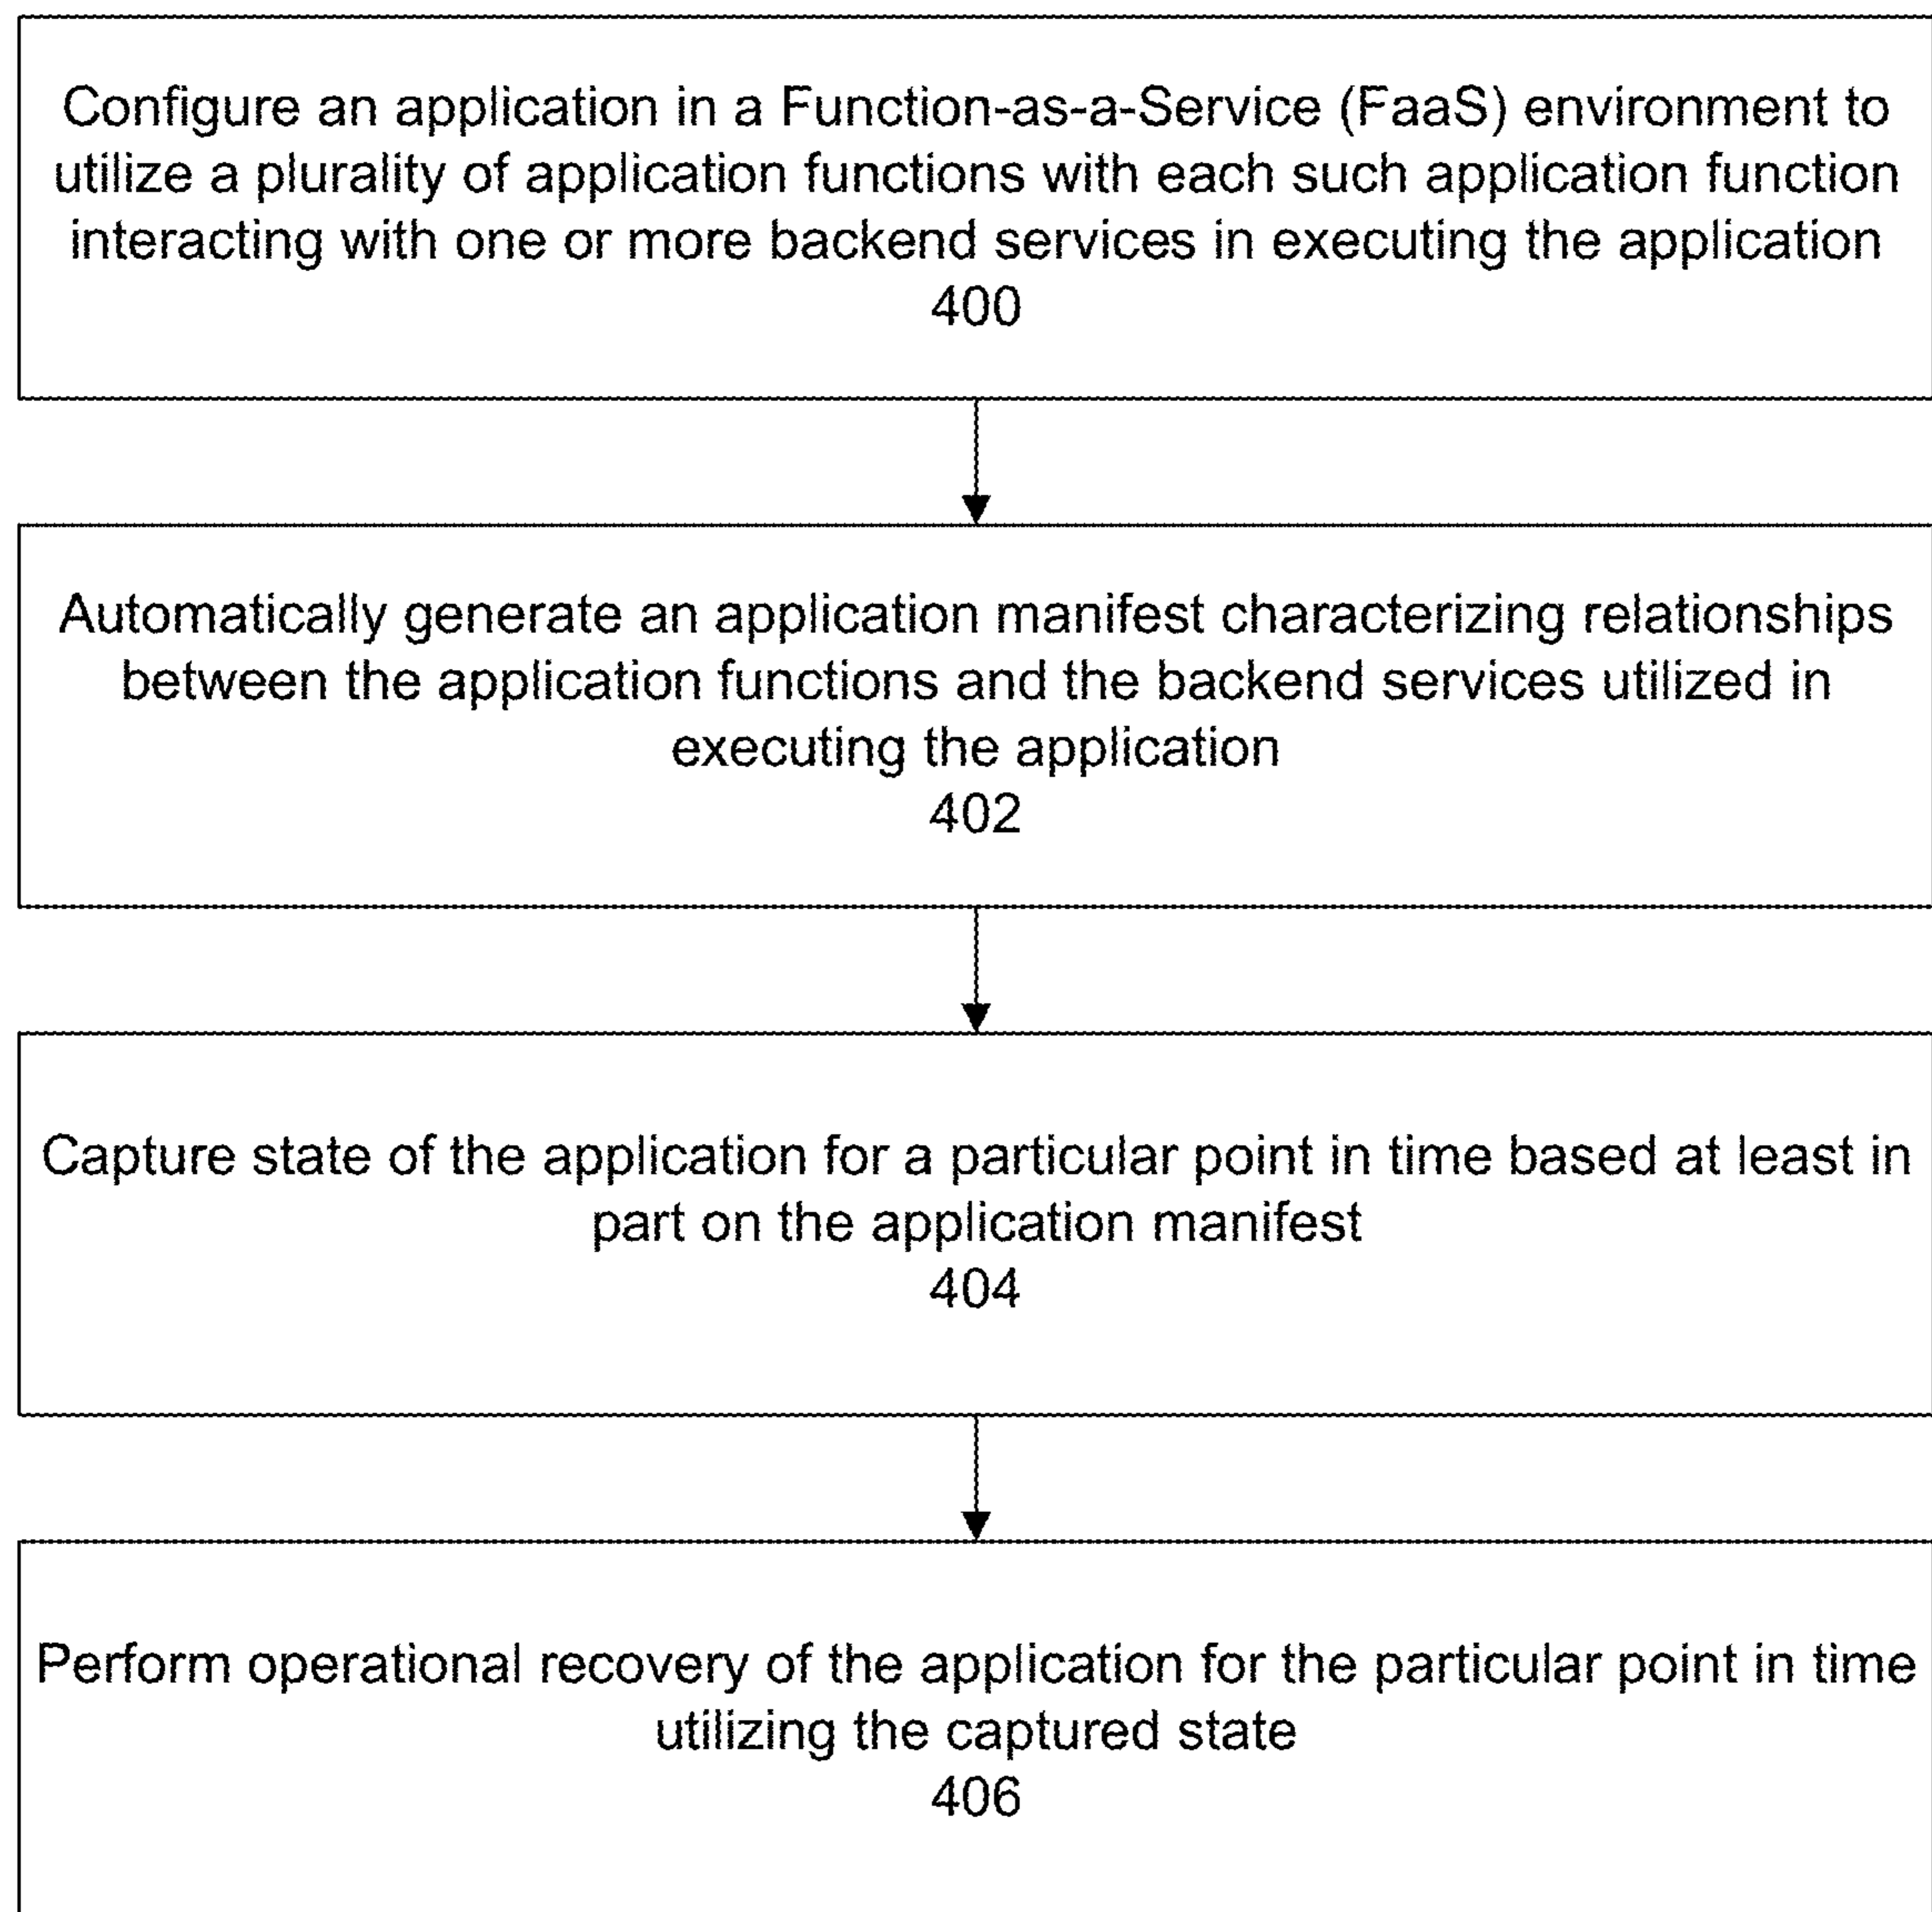 Configure an application in a Function-as-a-Service (FaaS) environment to
utilize a plurality of application functions with each such application function
interacting with one or more backend services in executing the application
400
Automatically generate an application manifest characterizing relationships
between the application functions and the backend services utilized in
executing the application
402
Capture state of the application for a particular point in time based at least in
part on the application manifest
404
Perform operational recovery of the application for the particular point in time
utilizing the captured state
406